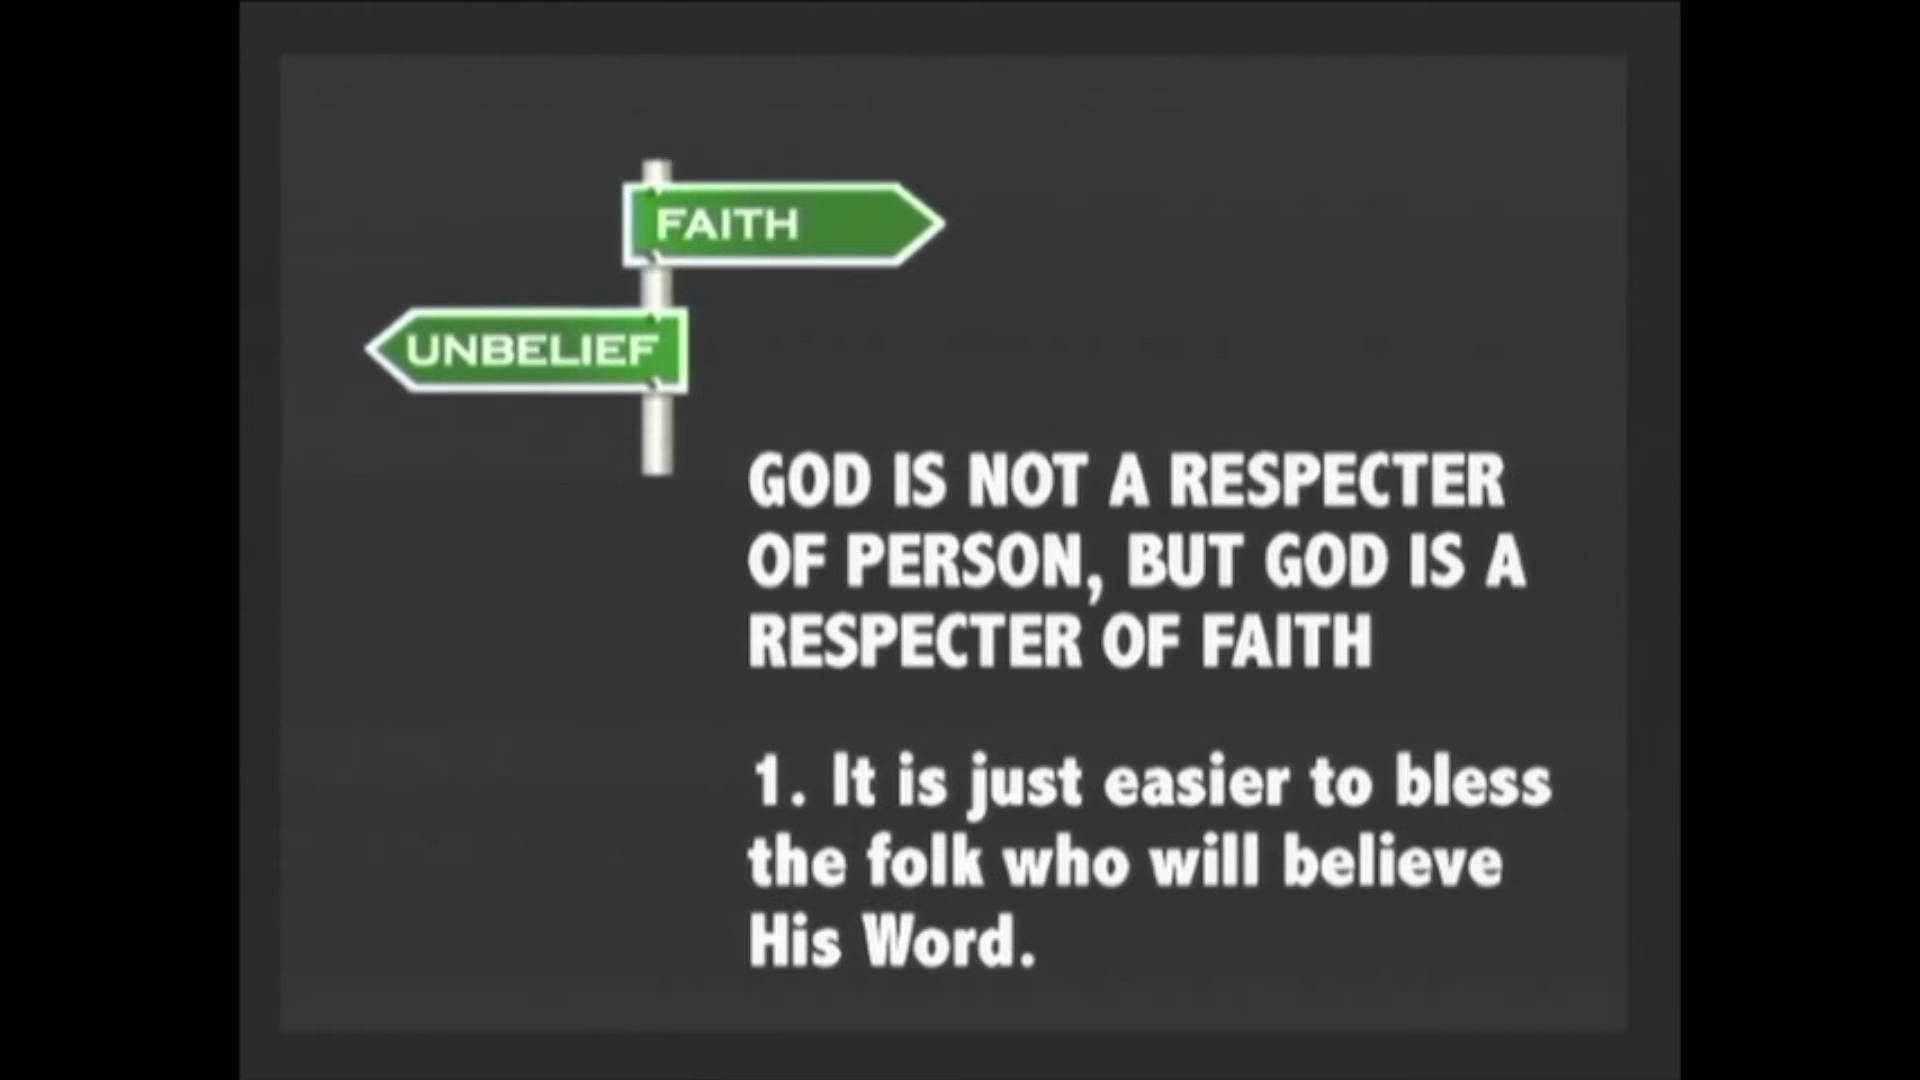 FAITH
UNBELIEF
GOD IS NOT A RESPECTER
OF PERSON, BUT GOD IS A
RESPECTER OF FAITH
1. It is just easier to bless
the folk who will believe
His Word.